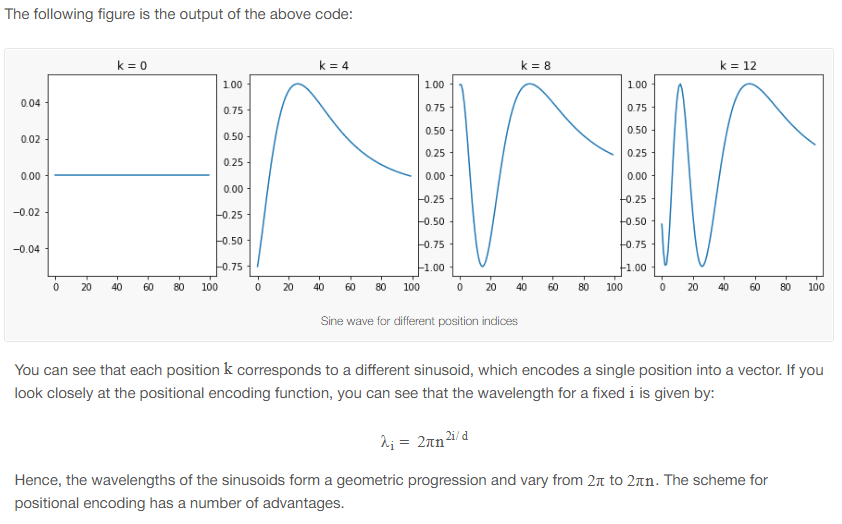 The following figure is the output of the above code:
k = 0
0.04
0.02
0.00
−0.02
−0.04
0 20 40 60 80 100
k = 4
1.00
0.75
0.50
0.25
0.00
−0.25
−0.50
−0.75
0 20 40 60 80 100
k = 8
1.00
0.75
0.50
0.25
0.00
−0.25
−0.50
−0.75
−1.00
0 20 40 60 80 100
k = 12
1.00
0.75
0.50
0.25
0.00
−0.25
−0.50
−0.75
−1.00
0 20 40 60 80 100
Sine wave for different position indices
You can see that each position k corresponds to a different sinusoid, which encodes a single position into a vector. If you
look closely at the positional encoding function, you can see that the wavelength for a fixed i is given by:
λᵢ = 2πn^{2i/d}
Hence, the wavelengths of the sinusoids form a geometric progression and vary from 2π to 2πn. The scheme for
positional encoding has a number of advantages.